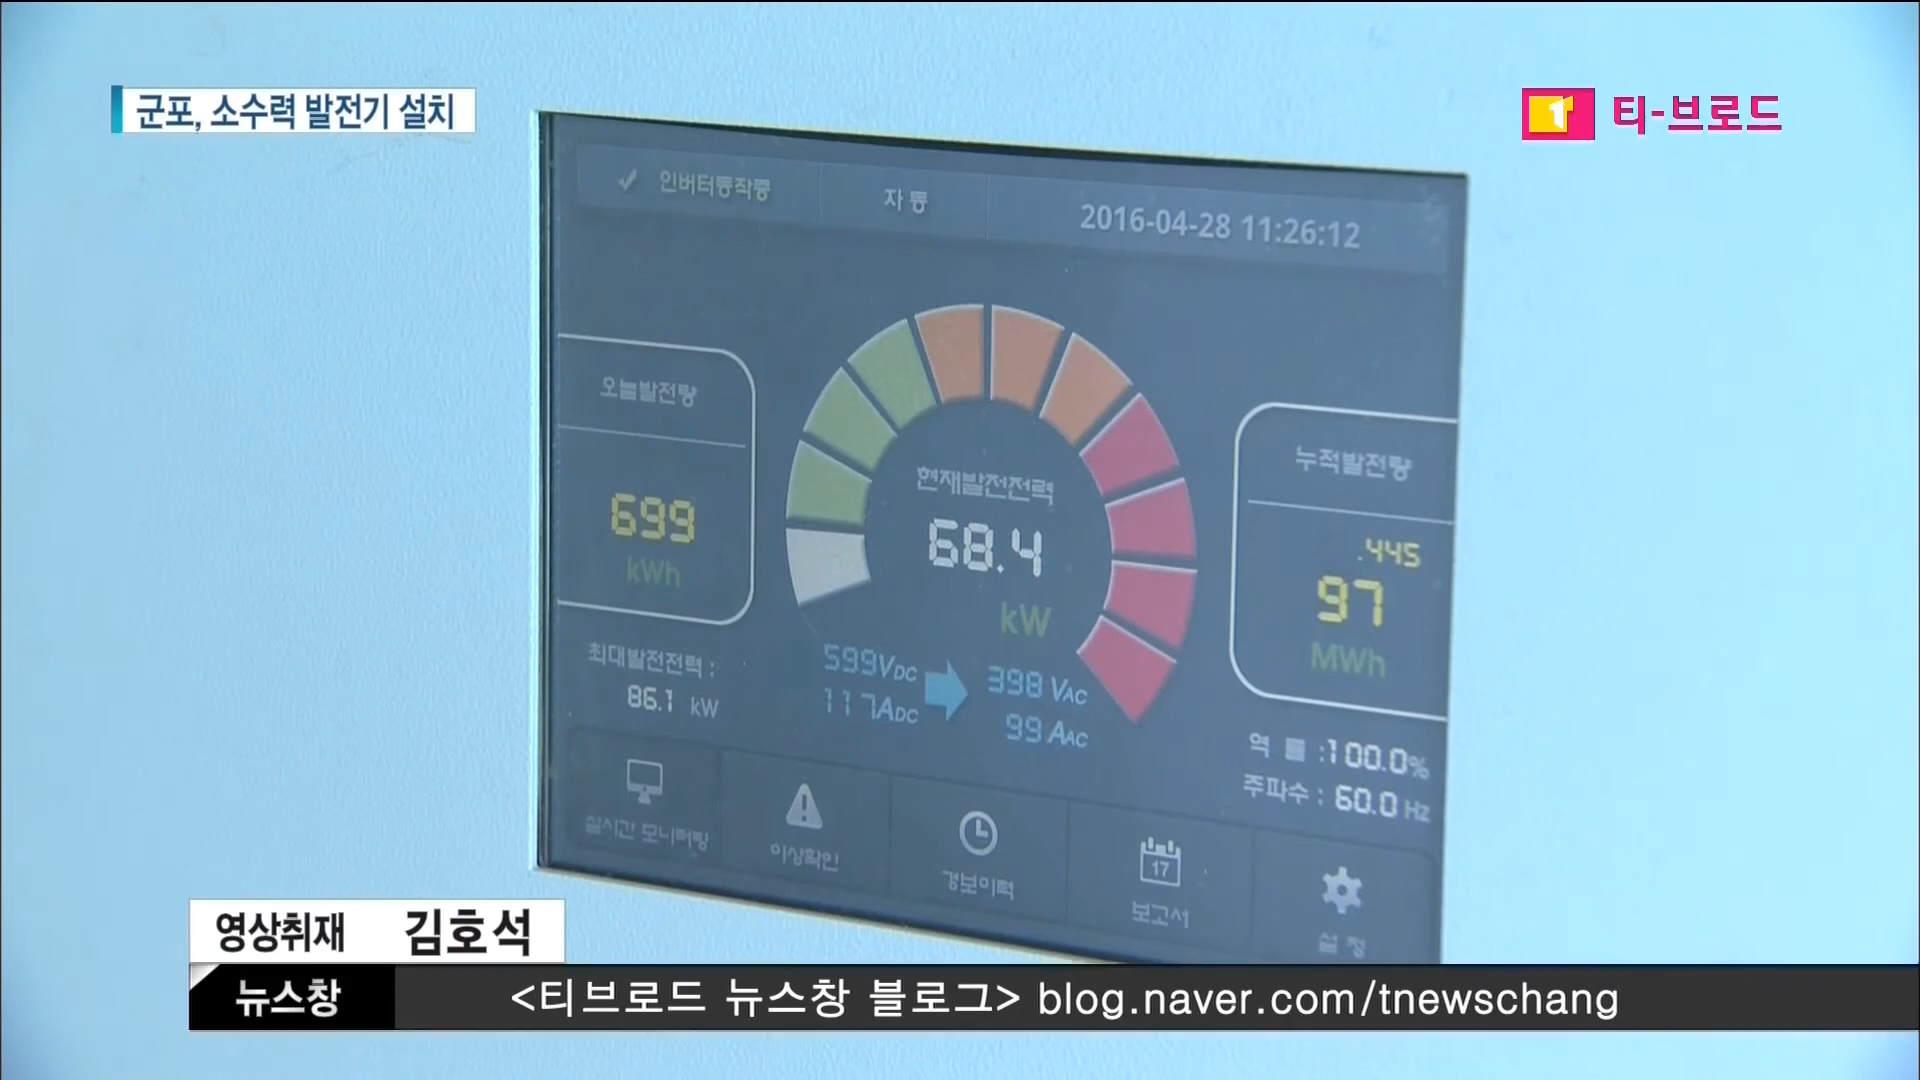 군포, 소수력 발전기 설치
티-브로드
인버터동작중 자동 2016-04-28 11:26:12
오늘발전량
699
kWh
최대발전전력 :
86.1 kW
현재발전전력
68.4
kW
599VDC 398 VAC
117ADC 99 AAC
누적발전량
.445
97
MWh
역률 :100.0%
주파수 : 60.0 Hz
실시간 모니터링
이상확인
경보이력
17
보고서
설정
영상취재 김호석
뉴스창 <티브로드 뉴스창 블로그> blog.naver.com/tnewschang